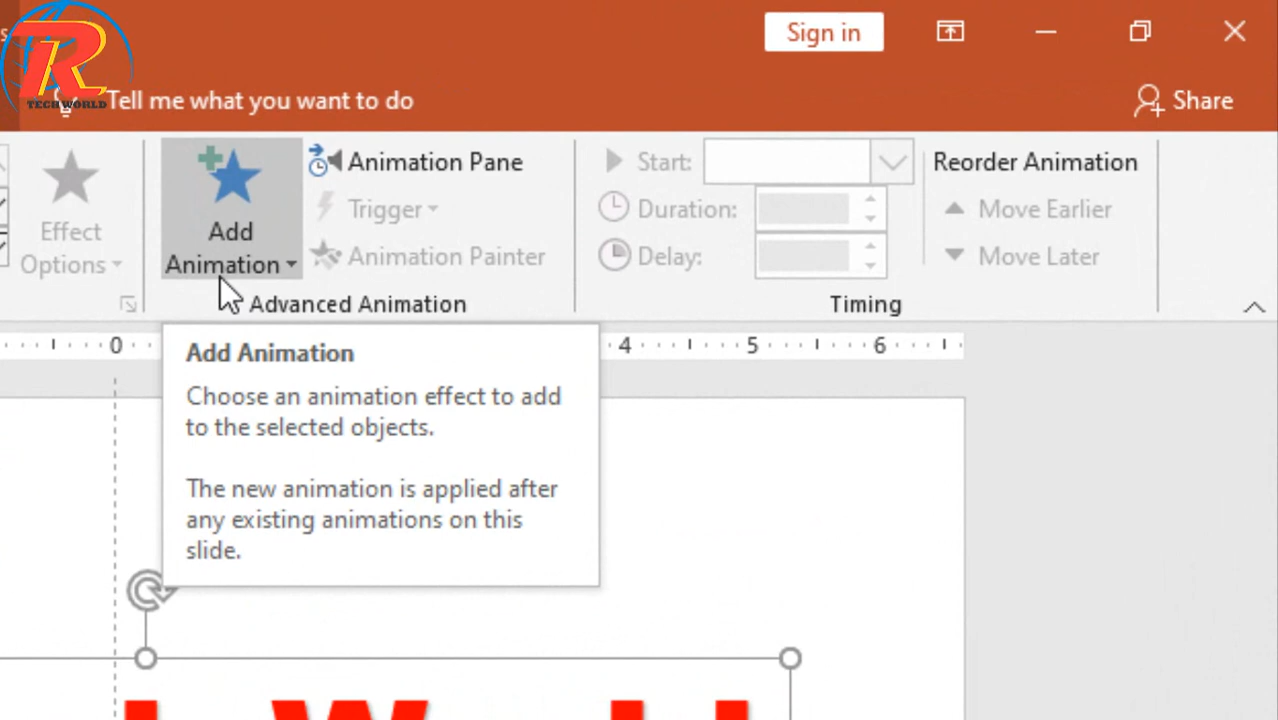 Sign in
R
TECH WORLD
Tell me what you want to do
Share
Effect
Options
Add
Animation
Animation Pane
Trigger
Animation Painter
Advanced Animation
Start:
Duration:
Delay:
Reorder Animation
Move Earlier
Move Later
Timing
0 4 5 6
Add Animation
Choose an animation effect to add
to the selected objects.
The new animation is applied after
any existing animations on this
slide.